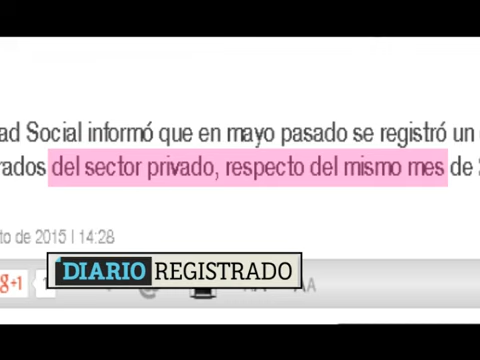 ad Social informó que en mayo pasado se registró un
rados del sector privado, respecto del mismo mes de
to de 2015 | 14:28
g+1
DIARIO REGISTRADO
AA